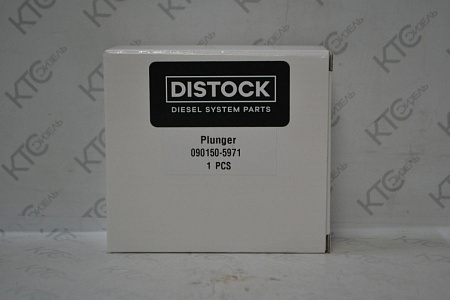 DISTOCK
DIESEL SYSTEM PARTS
Plunger
090150-5971
1 PCS